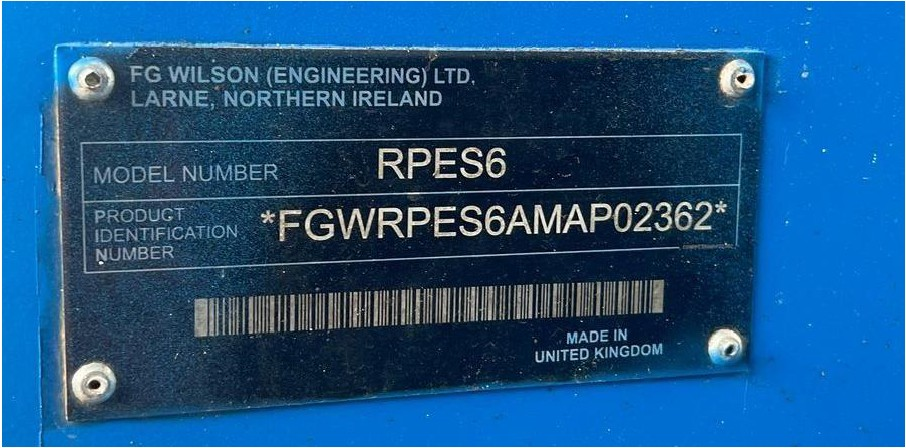 FG WILSON (ENGINEERING) LTD,
LARNE, NORTHERN IRELAND
MODEL NUMBER RPES6
PRODUCT
IDENTIFICATION
NUMBER
*FGWRPES6AMAP02362*
MADE IN
UNITED KINGDOM